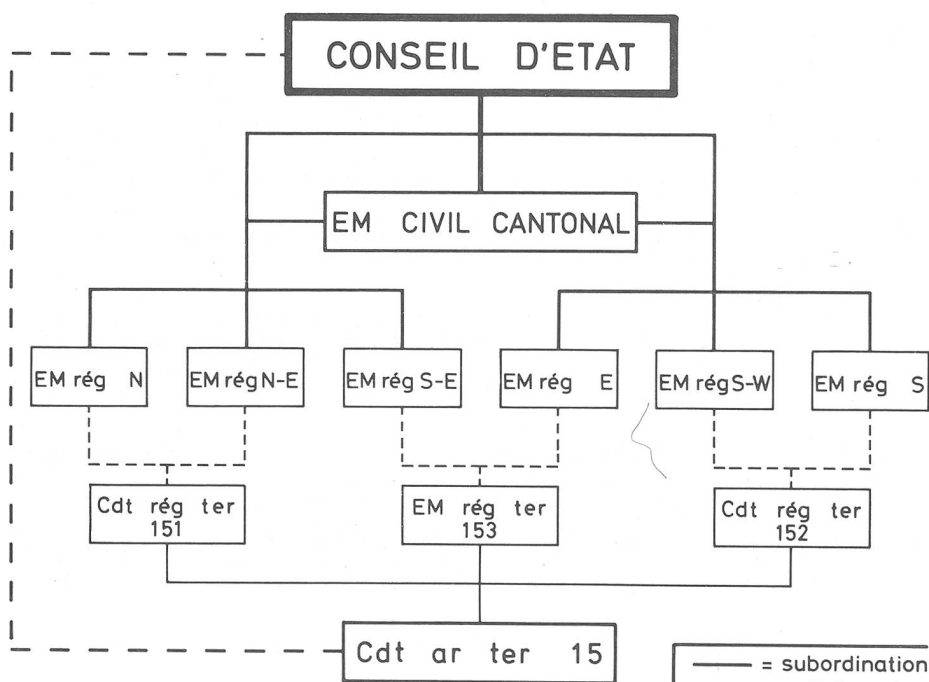 CONSEIL D'ETAT
EM CIVIL CANTONAL
EM rég N
EM rég N-E
EM rég S-E
EM rég E
EM rég S-W
EM rég S
Cdt rég ter
151
EM rég ter
153
Cdt rég ter
152
Cdt ar ter 15
= subordination